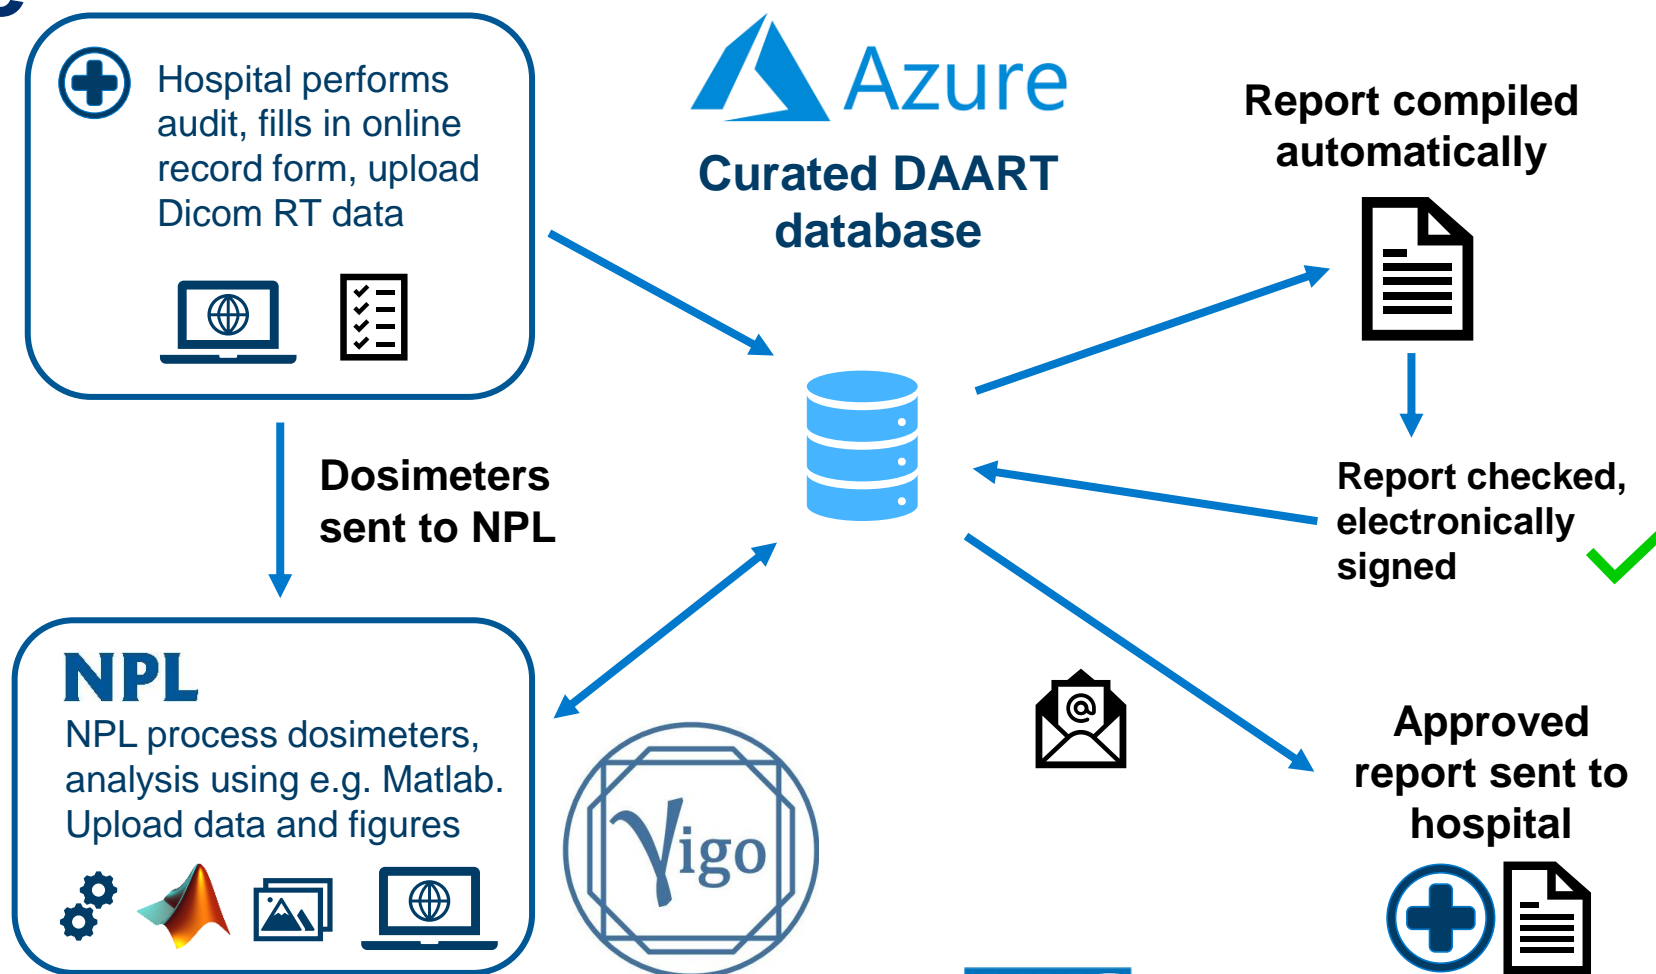 Hospital performs
audit, fills in online
record form, upload
Dicom RT data
Azure
Curated DAART
database
Report compiled
automatically
Dosimeters
sent to NPL
Report checked,
electronically
signed
NPL
NPL process dosimeters,
analysis using e.g. Matlab.
Upload data and figures
Vigo
@
Approved
report sent to
hospital